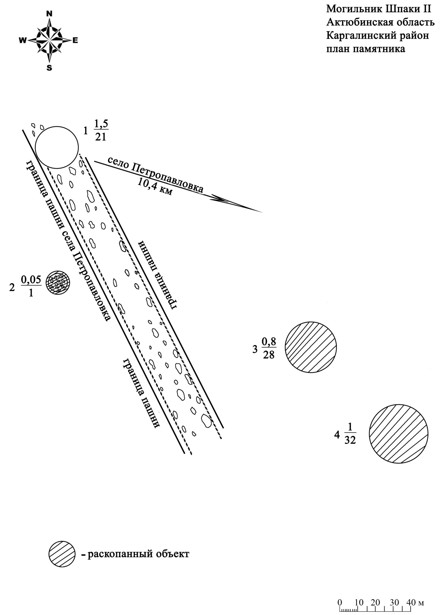 Могильник Шпаки II
Актюбинская область
Каргалинский район
план памятника
N
W E
S
1 1,5
21
село Петропавловка
10,4 км
граница пашни села Петропавловка
граница пашни
граница пашни
2 0,05
1
3 0,8
28
4 1
32
- раскопанный объект
0 10 20 30 40 м